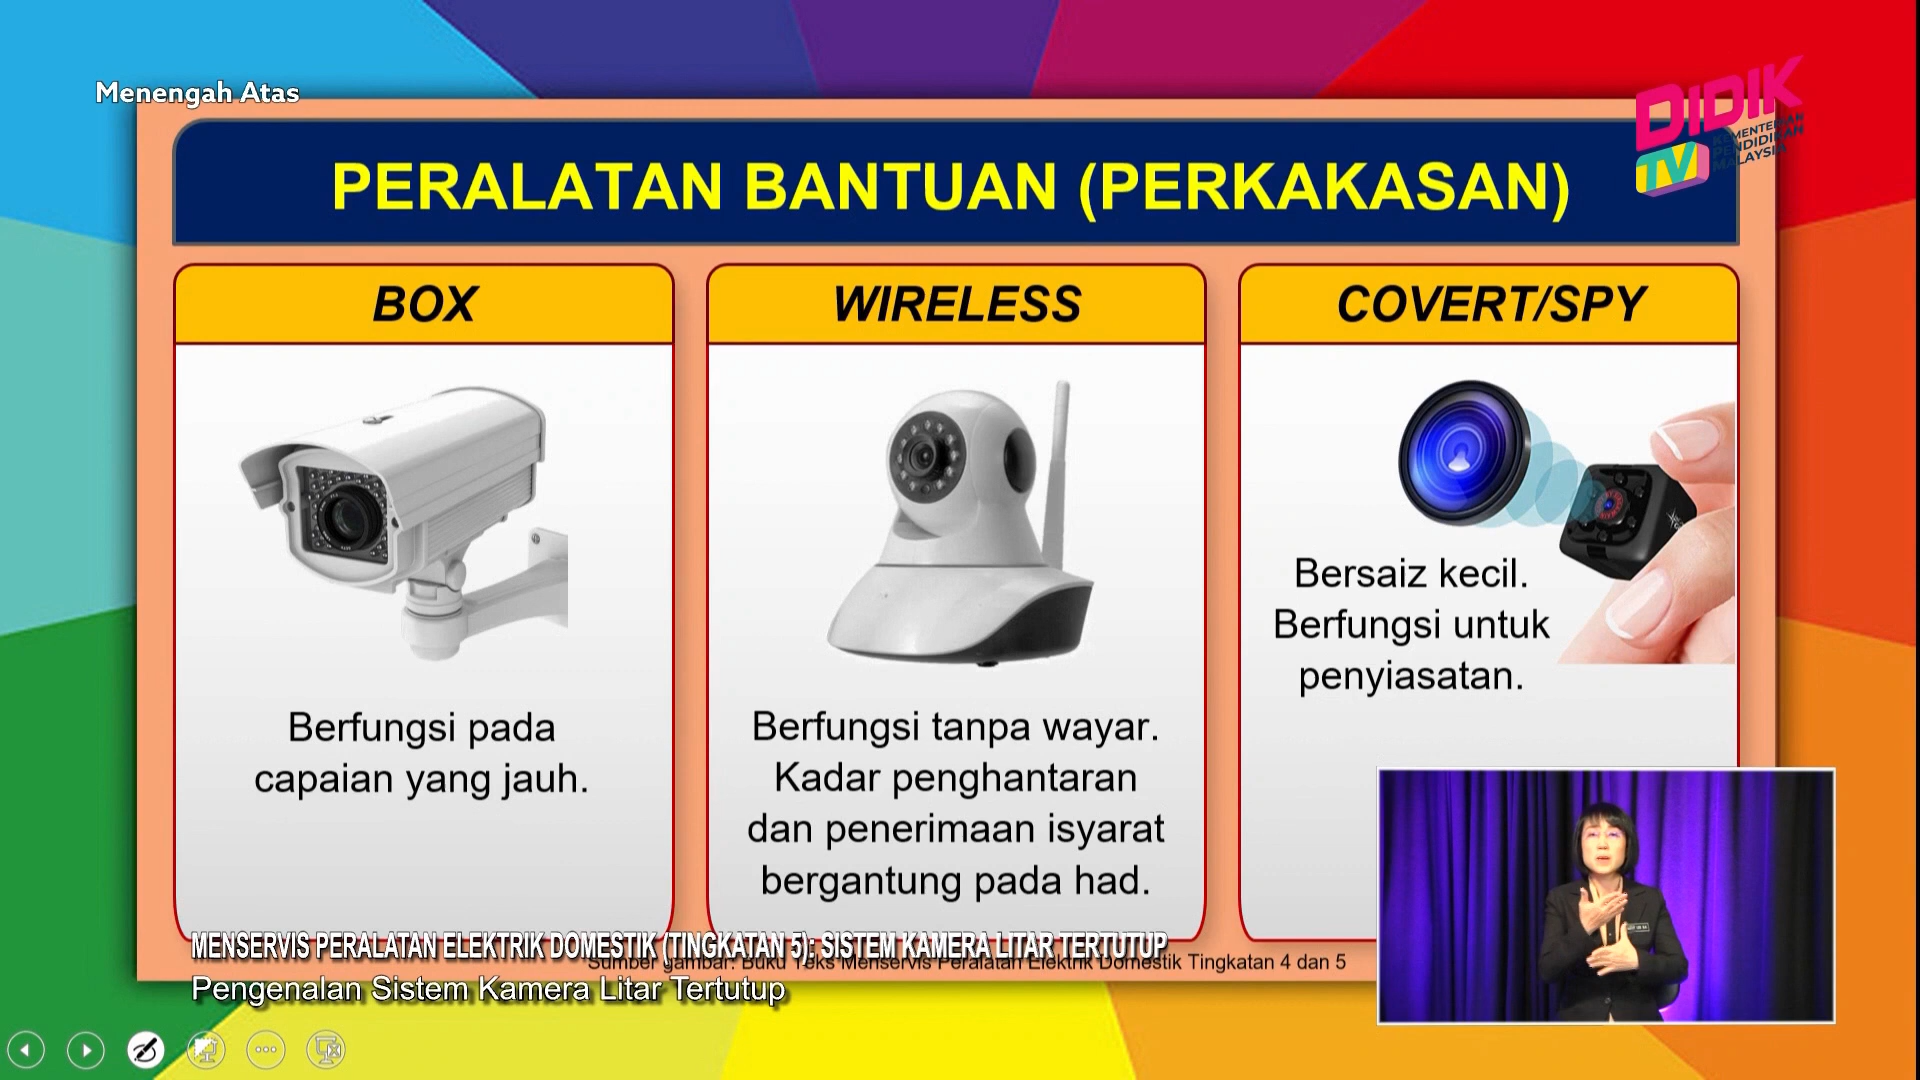 Menengah Atas
DIDIK
TV
KEMENTERIAN
PENDIDIKAN
MALAYSIA
PERALATAN BANTUAN (PERKAKASAN)
BOX
Berfungsi pada
capaian yang jauh.
WIRELESS
Berfungsi tanpa wayar.
Kadar penghantaran
dan penerimaan isyarat
bergantung pada had.
COVERT/SPY
Bersaiz kecil.
Berfungsi untuk
penyiasatan.
MENSERVIS PERALATAN ELEKTRIK DOMESTIK (TINGKATAN 5): SISTEM KAMERA LITAR TERTUTUP
Sumber gambar: Buku Teks Menservis Peralatan Elektrik Domestik Tingkatan 4 dan 5
Pengenalan Sistem Kamera Litar Tertutup